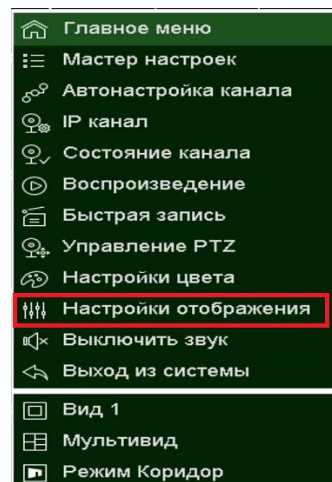 Главное меню
Мастер настроек
Автонастройка канала
IP канал
Состояние канала
Воспроизведение
Быстрая запись
Управление PTZ
Настройки цвета
Настройки отображения
Выключить звук
Выход из системы
Вид 1
Мультивид
Режим Коридор